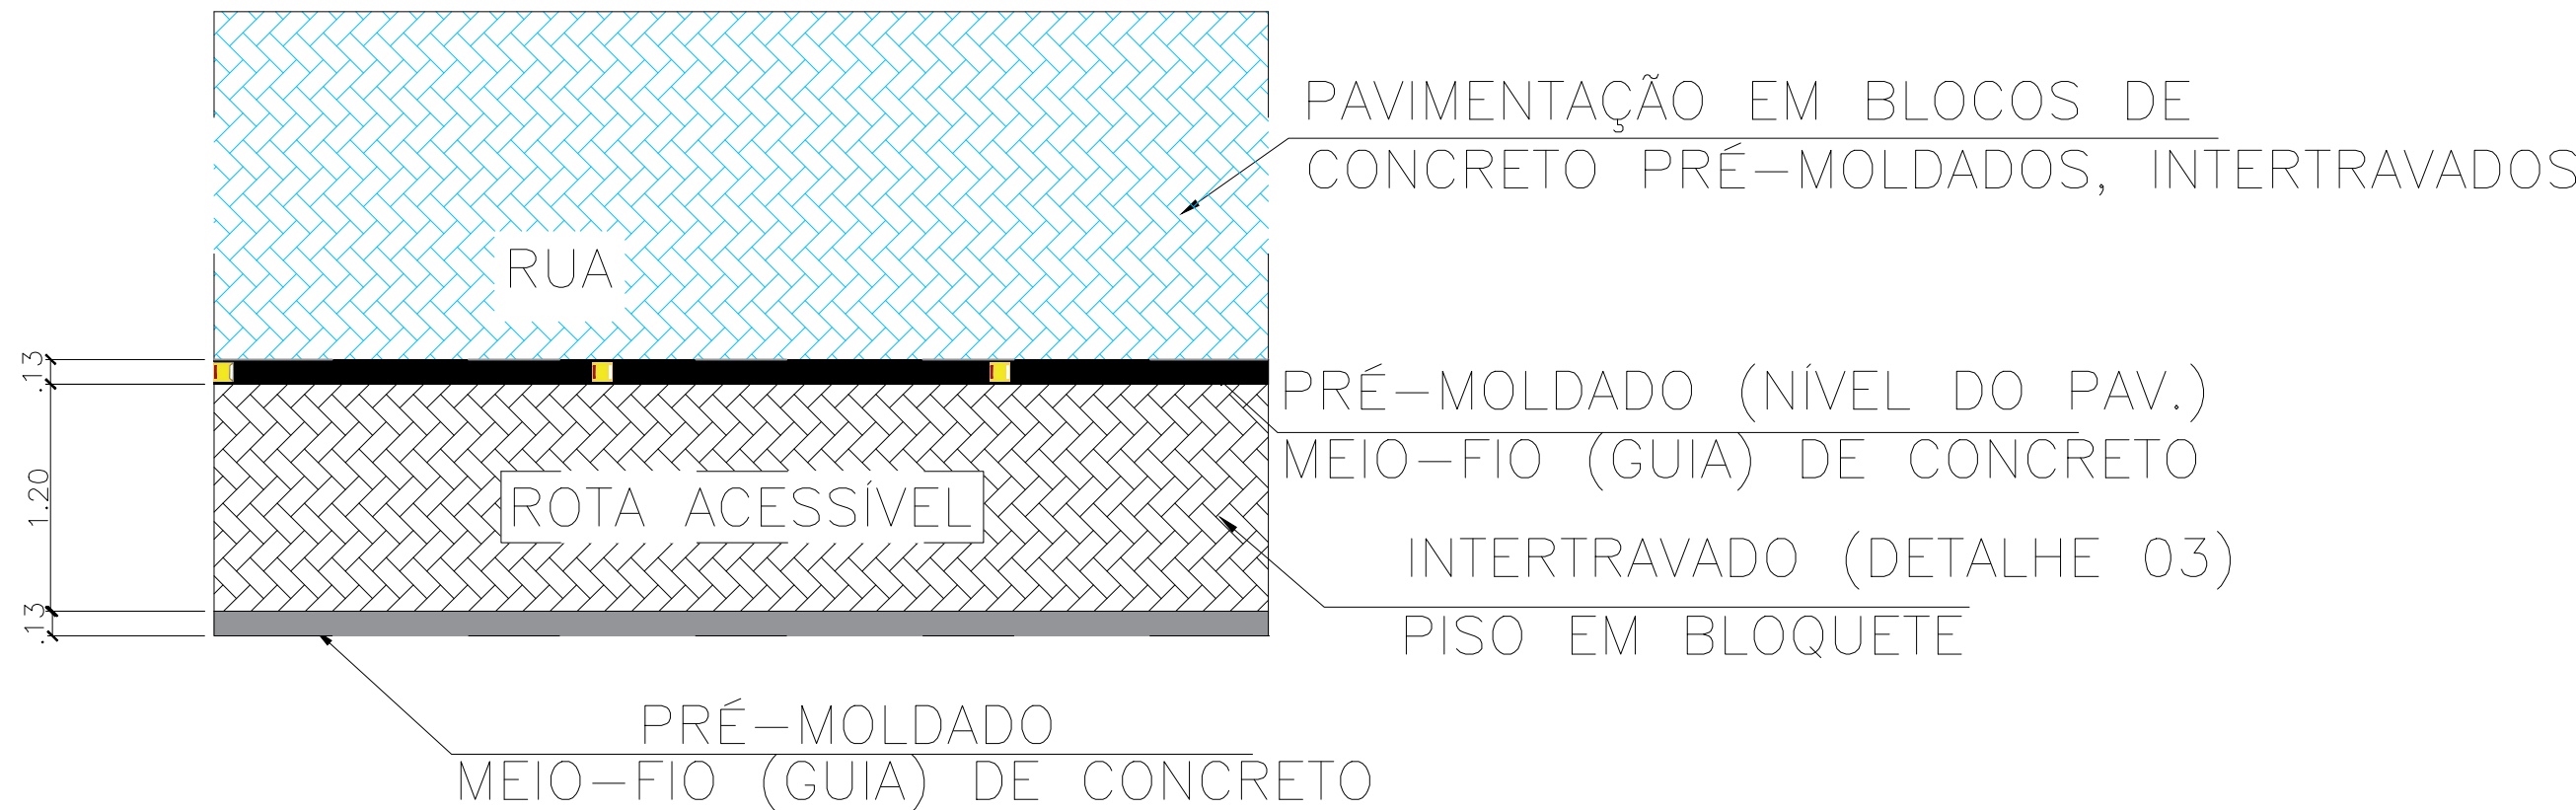 PAVIMENTAÇÃO EM BLOCOS DE
CONCRETO PRÉ-MOLDADOS, INTERTRAVADOS
RUA
.13
PRÉ-MOLDADO (NÍVEL DO PAV.)
MEIO-FIO (GUIA) DE CONCRETO
1.20
ROTA ACESSÍVEL
INTERTRAVADO (DETALHE 03)
PISO EM BLOQUETE
.13
PRÉ-MOLDADO
MEIO-FIO (GUIA) DE CONCRETO